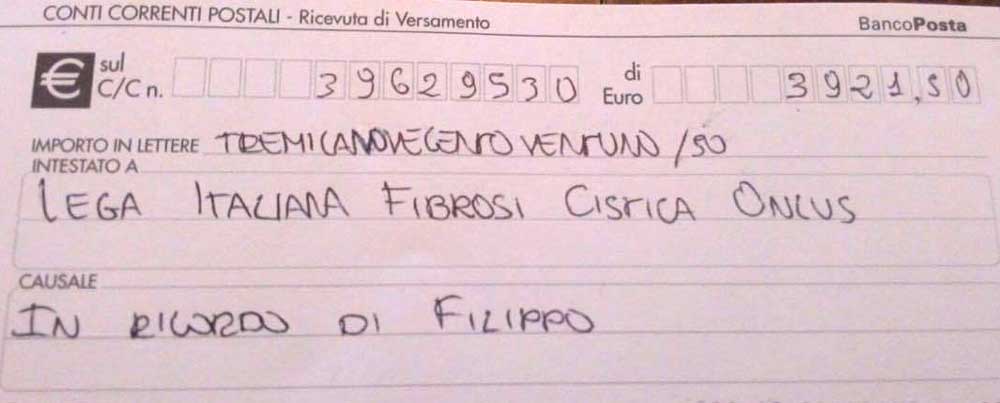 CONTI CORRENTI POSTALI - Ricevuta di Versamento BancoPosta
€ sul C/C n. 39629530 di Euro 3921,50
IMPORTO IN LETTERE TREMILANOVECENTOVENTUNO/50
INTESTATO A
LEGA ITALIANA FIBROSI CISTICA ONLUS
CAUSALE
IN RICORDO DI FILIPPO